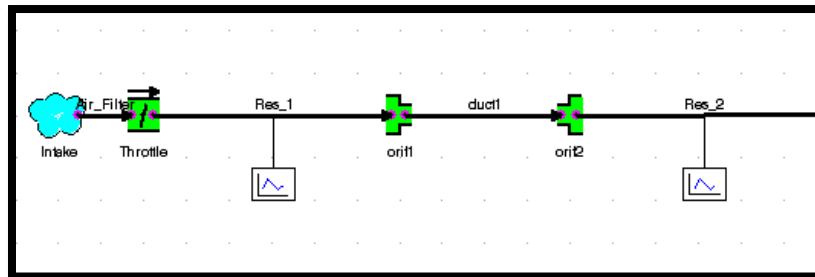 Air_Filter
Res_1
duct1
Res_2
Intake
Throttle
orif1
orif2